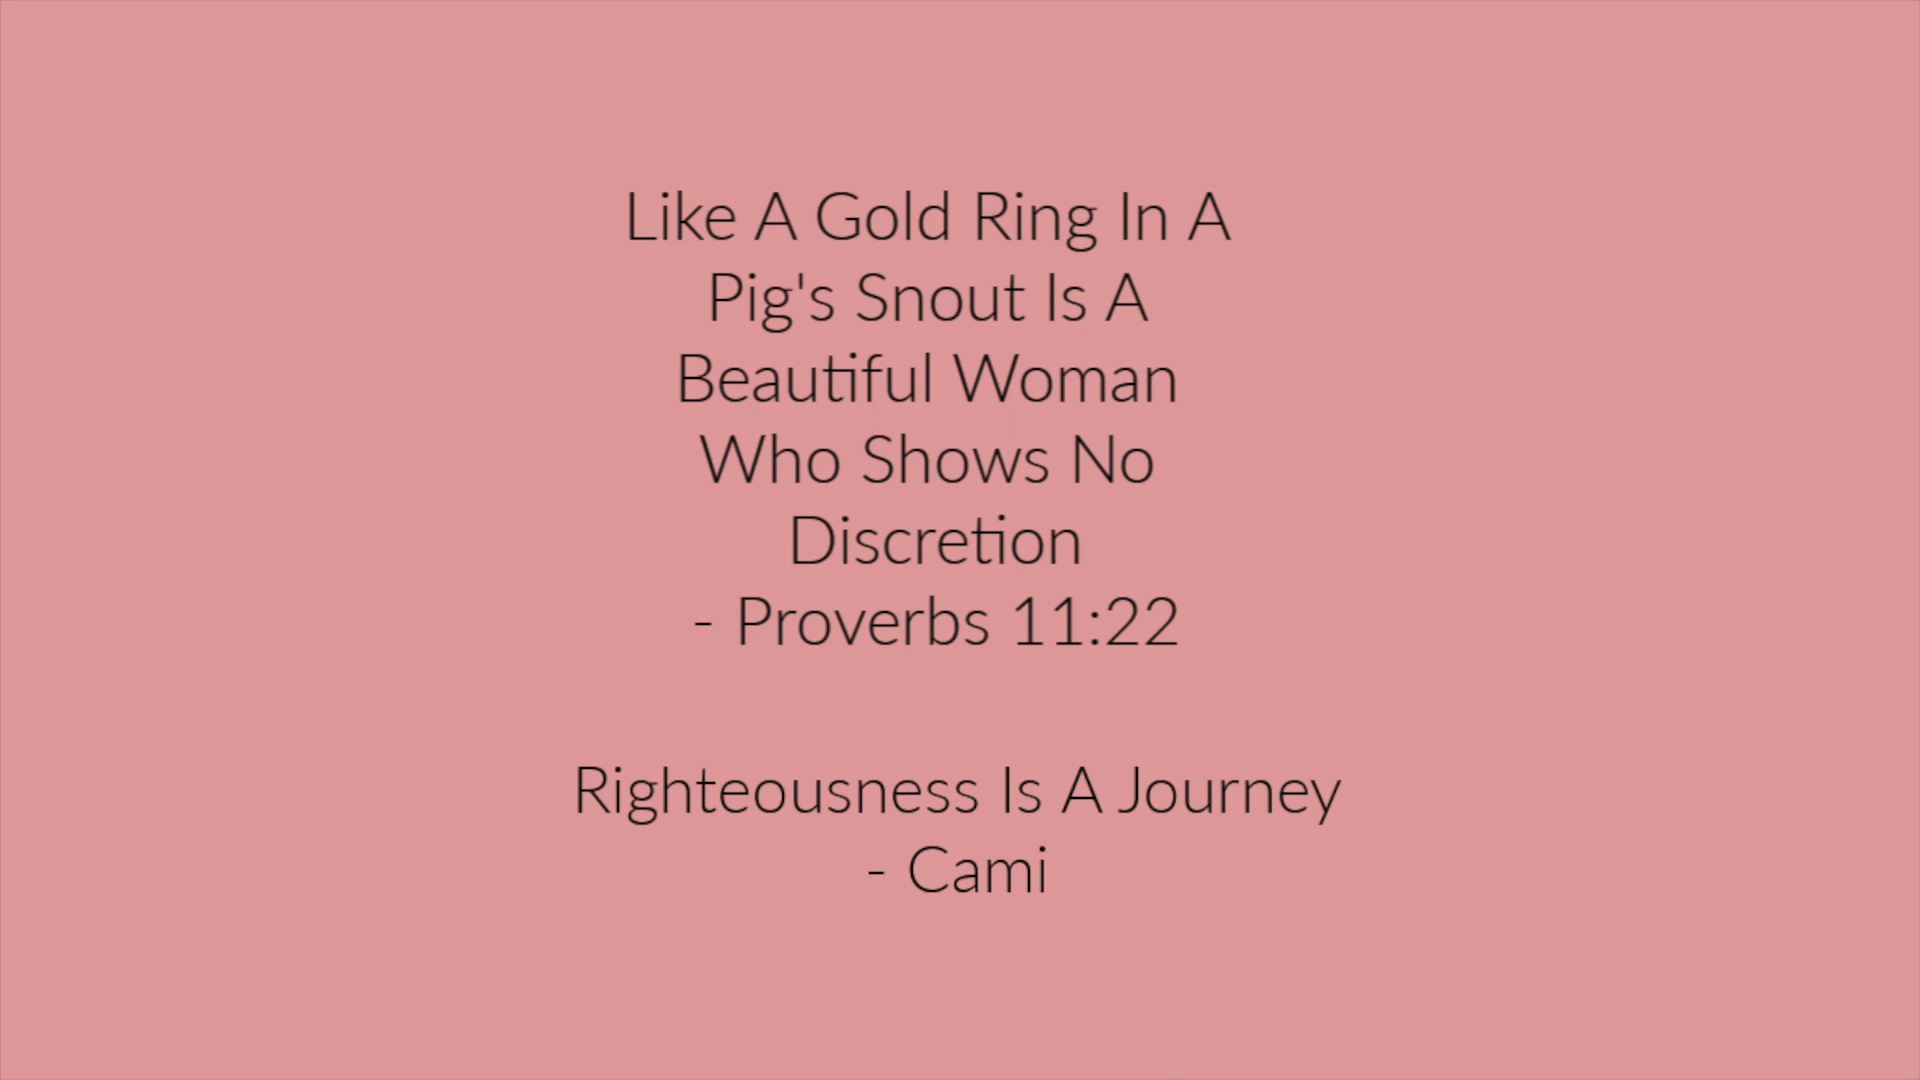 Like A Gold Ring In A
Pig's Snout Is A
Beautiful Woman
Who Shows No
Discretion
- Proverbs 11:22
Righteousness Is A Journey
- Cami